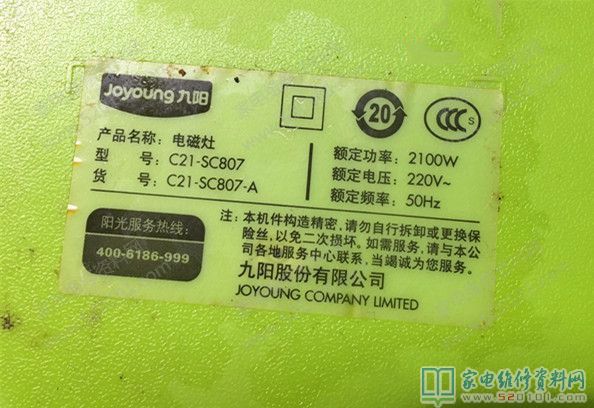 Joyoung 九阳
20
CCC S
产品名称：电磁灶
型 号：C21-SC807
货 号：C21-SC807-A
额定功率：2100W
额定电压：220V~
额定频率：50Hz
阳光服务热线：
400-6186-999
注：本机件构造精密，请勿自行拆卸或更换保
险丝，以免二次损坏。如需服务，请与本公
司各地服务中心联系，当竭诚为您服务。
九阳股份有限公司
JOYOUNG COMPANY LIMITED
家电维修资料网
www.520101.com